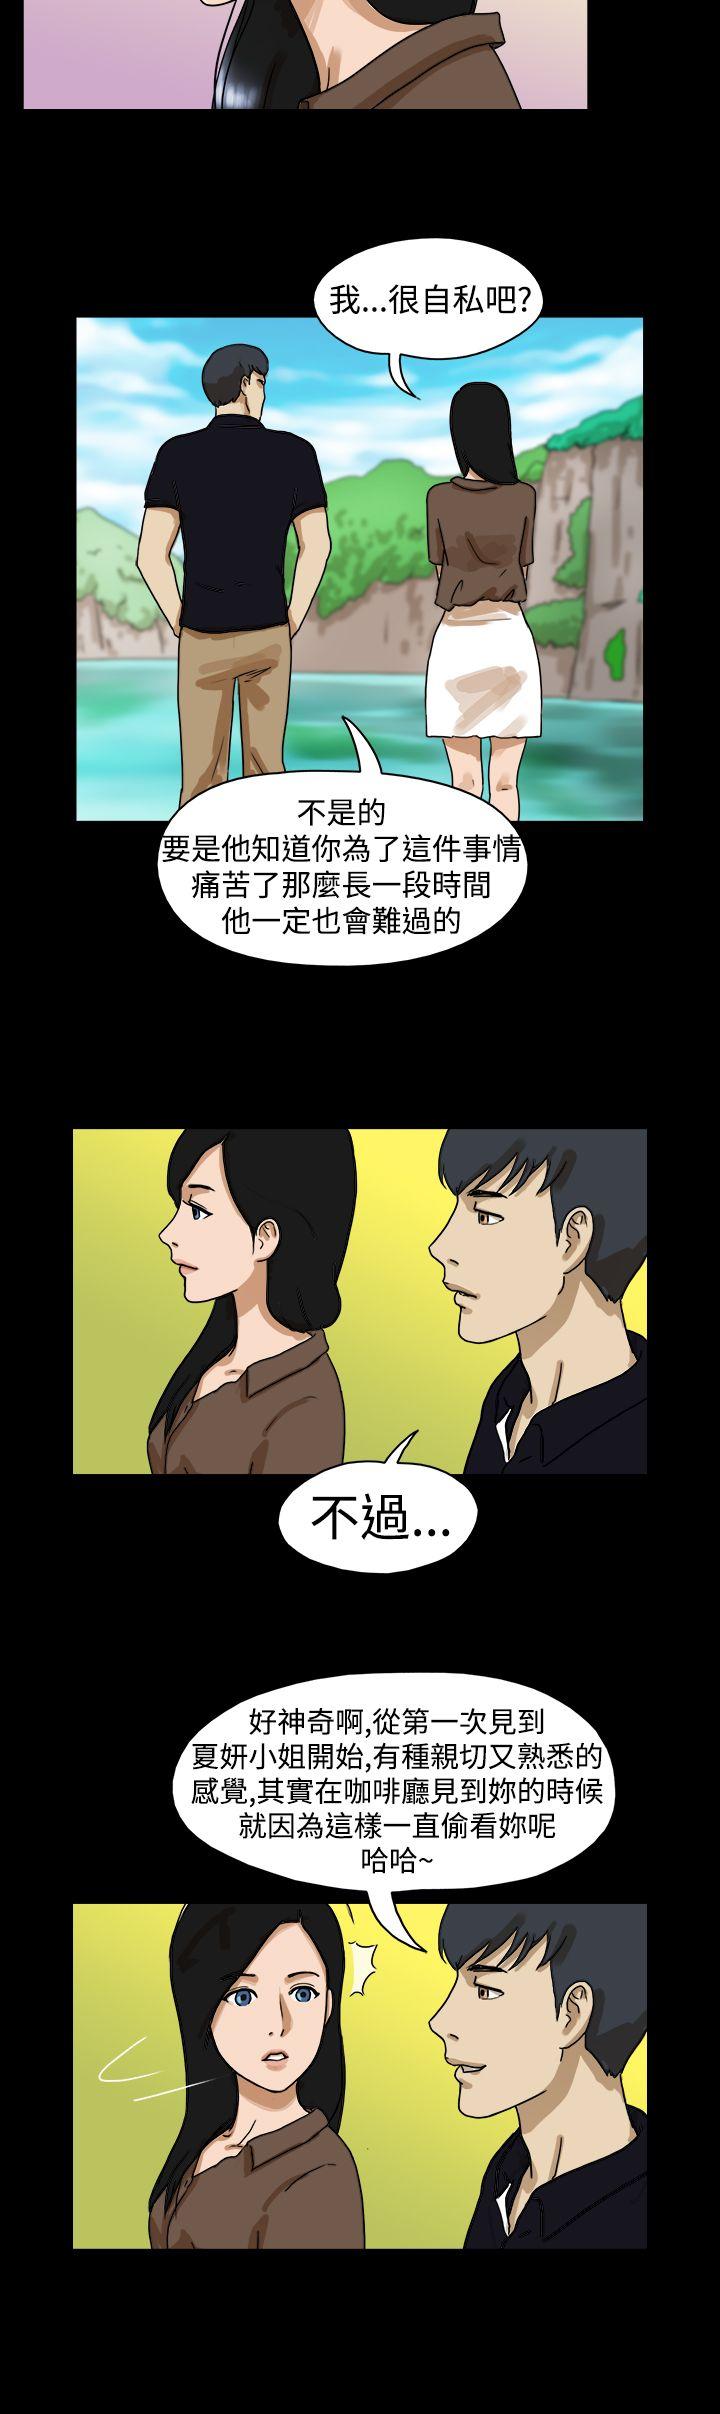 我...很自私吧?
不是的
要是他知道你為了這件事情
痛苦了那麼長一段時間
他一定也會難過的
不過...
好神奇啊,從第一次見到
夏妍小姐開始,有種親切又熟悉的
感覺,其實在咖啡廳見到妳的時候
就因為這樣一直偷看妳呢
哈哈~